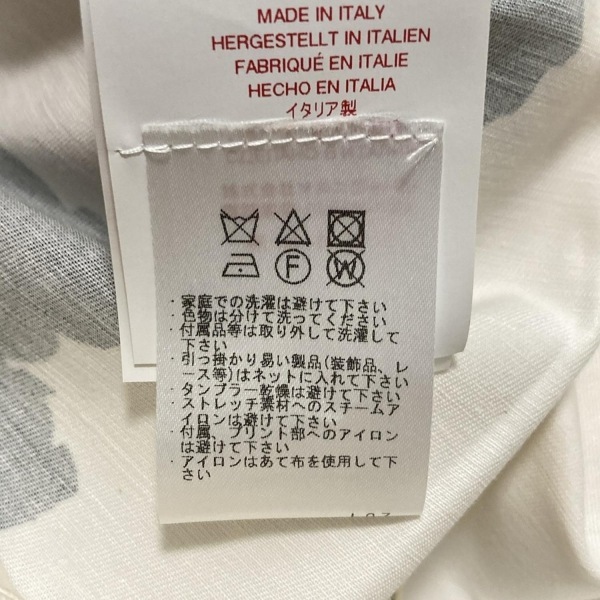 MADE IN ITALY
HERGESTELLT IN ITALIEN
FABRIQUÉ EN ITALIE
HECHO EN ITALIA
イタリア製
F
W
・家庭での洗濯は避けて下さい
・色物は分けて洗ってください
・付属品等は取り外して洗濯して
下さい
・引っ掛かり易い製品(装飾品、レ
ース等)はネットに入れて下さい
・タンブラー乾燥は避けて下さい
・ストレッチ素材へのスチームア
イロンは避けて下さい
・付属、プリント部へのアイロン
は避けて下さい
・アイロンはあて布を使用して下
さい